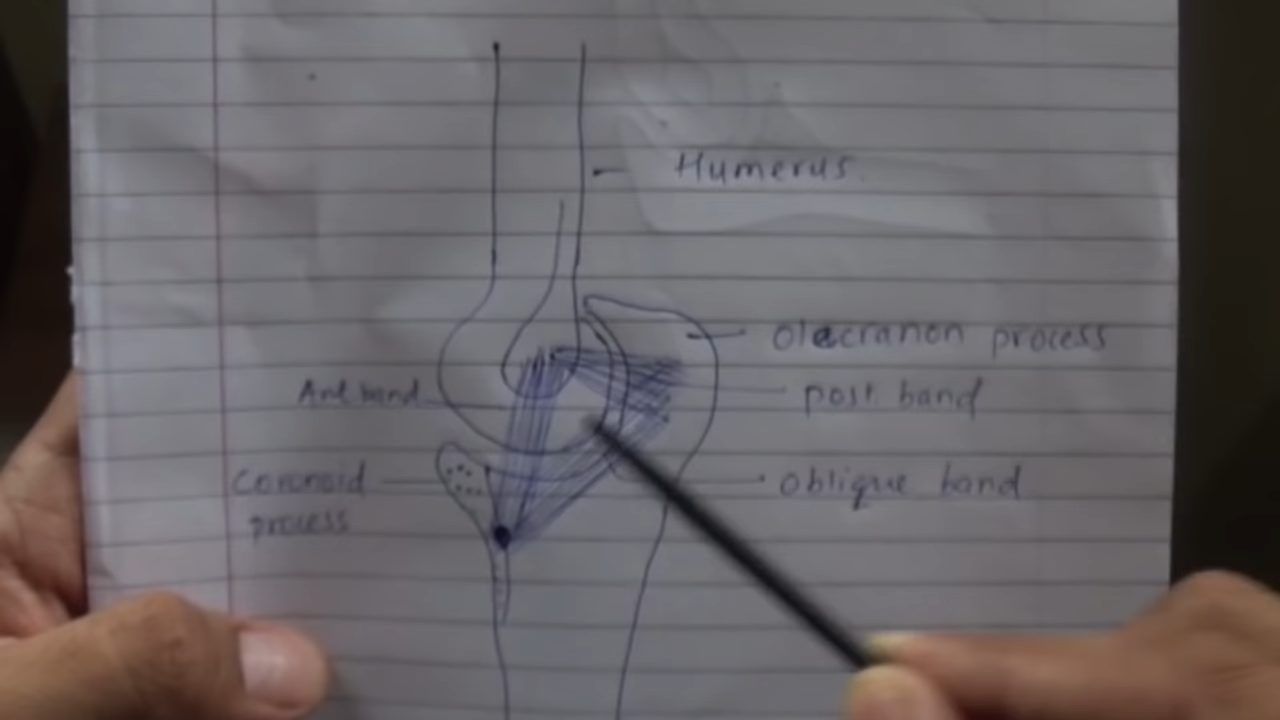 Humerus
olecranon process
Ant band
post band
coronoid
process
oblique band